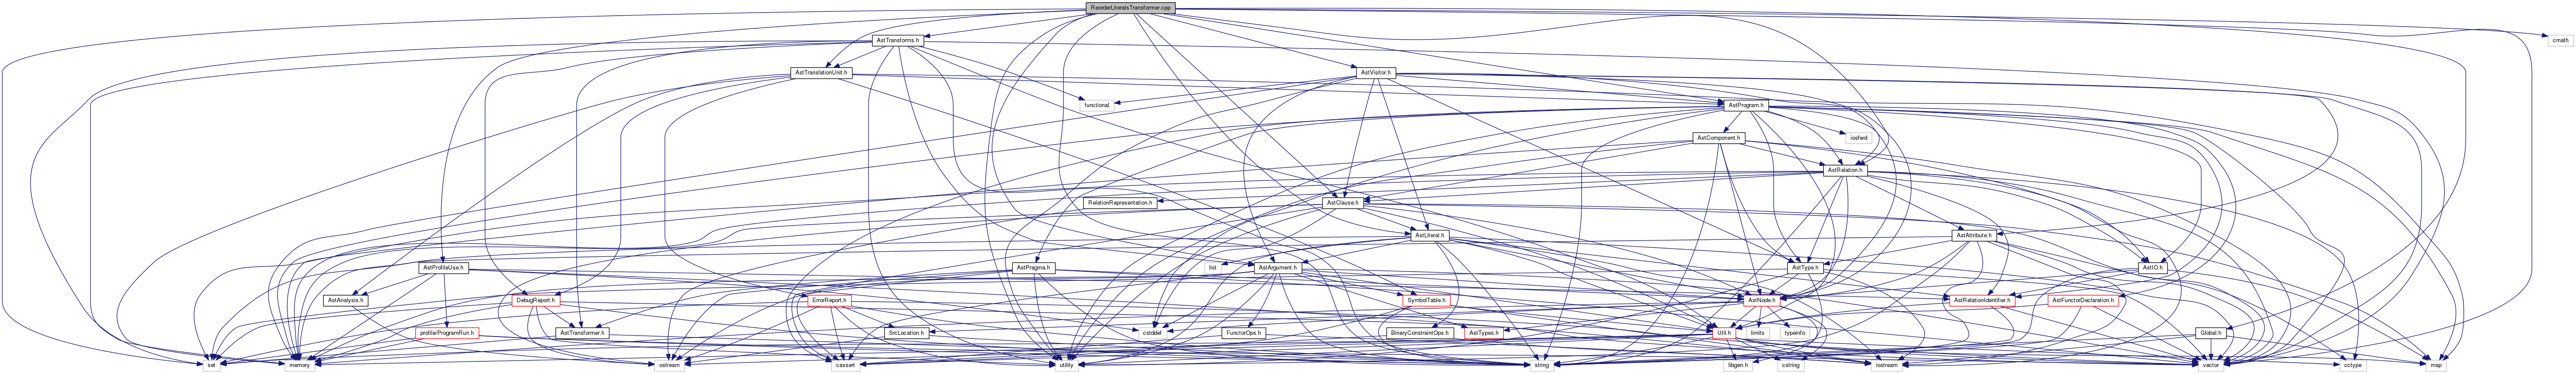 ReorderLiteralsTransformer.cpp
AstTransforms.h
cmath
AstTranslationUnit.h
AstVisitor.h
functional
AstProgram.h
AstComponent.h
iosfwd
AstRelation.h
RelationRepresentation.h
AstClause.h
AstLiteral.h
AstAttribute.h
AstProfileUse.h
AstPragma.h
list
AstArgument.h
AstType.h
AstIO.h
AstAnalysis.h
DebugReport.h
ErrorReport.h
SymbolTable.h
AstNode.h
AstRelationIdentifier.h
AstFunctorDeclaration.h
profile/ProgramRun.h
AstTransformer.h
SrcLocation.h
cstddef
FunctorOps.h
BinaryConstraintOps.h
AstTypes.h
Util.h
limits
typeinfo
Global.h
set
memory
ostream
cassert
utility
string
libgen.h
cstring
iostream
vector
cctype
map